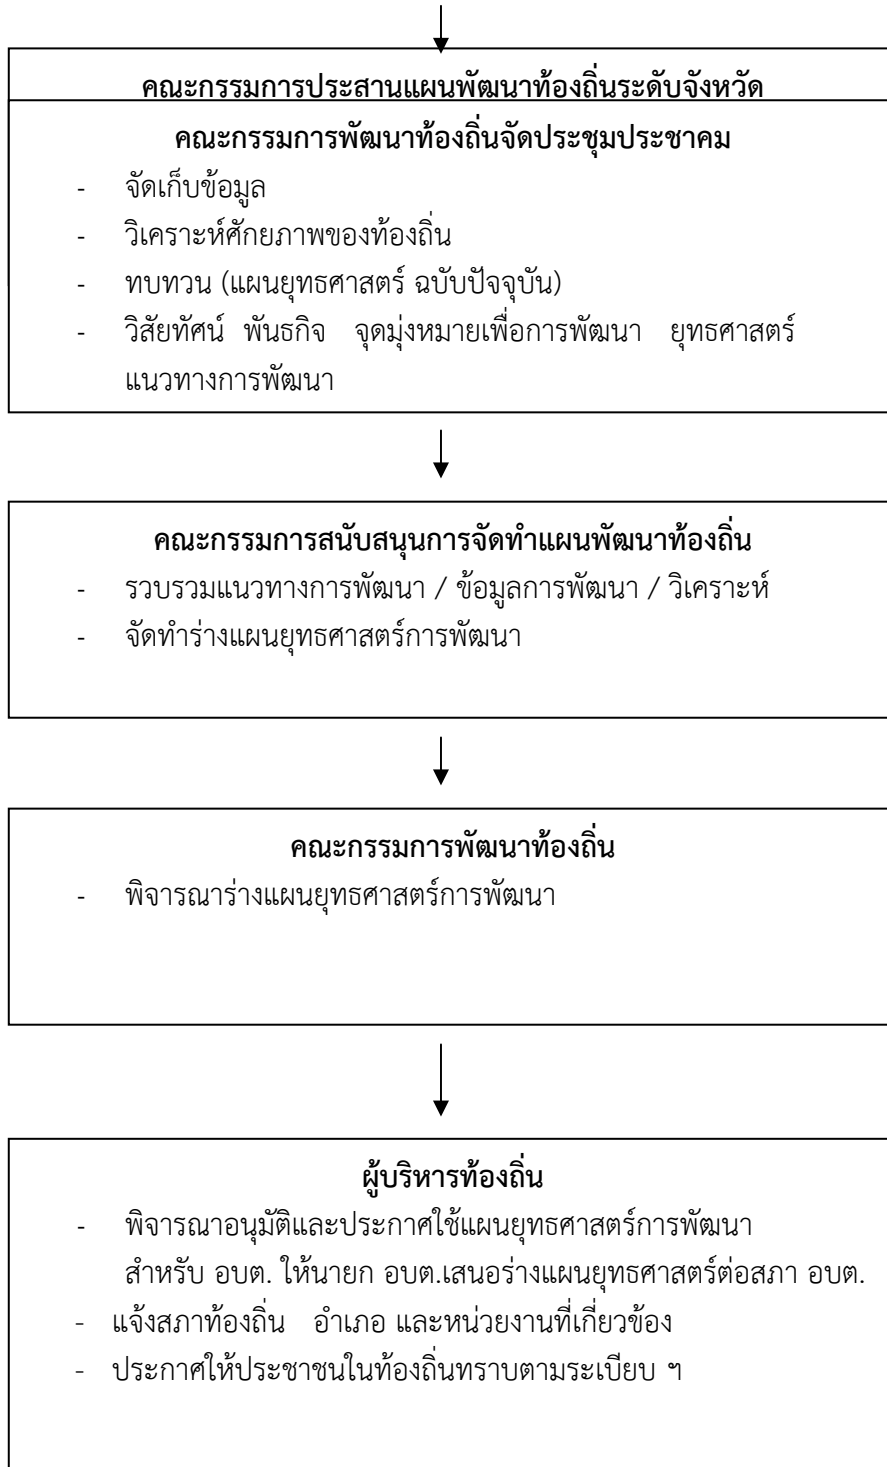 คณะกรรมการประสานแผนพัฒนาท้องถิ่นระดับจังหวัด
คณะกรรมการพัฒนาท้องถิ่นจัดประชุมประชาคม
- จัดเก็บข้อมูล
- วิเคราะห์ศักยภาพของท้องถิ่น
- ทบทวน (แผนยุทธศาสตร์ ฉบับปัจจุบัน)
- วิสัยทัศน์ พันธกิจ จุดมุ่งหมายเพื่อการพัฒนา ยุทธศาสตร์
แนวทางการพัฒนา
คณะกรรมการสนับสนุนการจัดทำแผนพัฒนาท้องถิ่น
- รวบรวมแนวทางการพัฒนา / ข้อมูลการพัฒนา / วิเคราะห์
- จัดทำร่างแผนยุทธศาสตร์การพัฒนา
คณะกรรมการพัฒนาท้องถิ่น
- พิจารณาร่างแผนยุทธศาสตร์การพัฒนา
ผู้บริหารท้องถิ่น
- พิจารณาอนุมัติและประกาศใช้แผนยุทธศาสตร์การพัฒนา
สำหรับ อบต. ให้นายก อบต.เสนอร่างแผนยุทธศาสตร์ต่อสภา อบต.
- แจ้งสภาท้องถิ่น อำเภอ และหน่วยงานที่เกี่ยวข้อง
- ประกาศให้ประชาชนในท้องถิ่นทราบตามระเบียบ ฯ